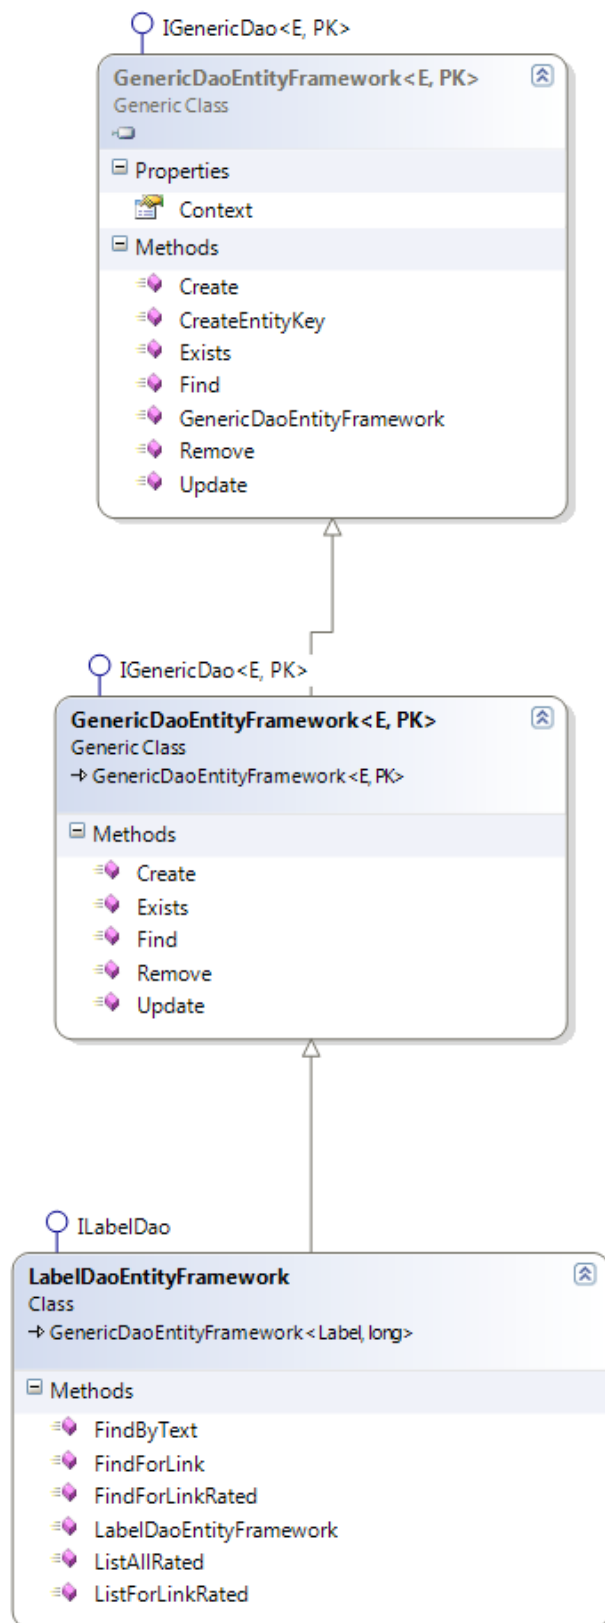 IGenericDao<E, PK>
GenericDaoEntityFramework<E, PK>
Generic Class
Properties
Context
Methods
Create
CreateEntityKey
Exists
Find
GenericDaoEntityFramework
Remove
Update
IGenericDao<E, PK>
GenericDaoEntityFramework<E, PK>
Generic Class
GenericDaoEntityFramework<E, PK>
Methods
Create
Exists
Find
Remove
Update
ILabelDao
LabelDaoEntityFramework
Class
GenericDaoEntityFramework<Label, long>
Methods
FindByText
FindForLink
FindForLinkRated
LabelDaoEntityFramework
ListAllRated
ListForLinkRated